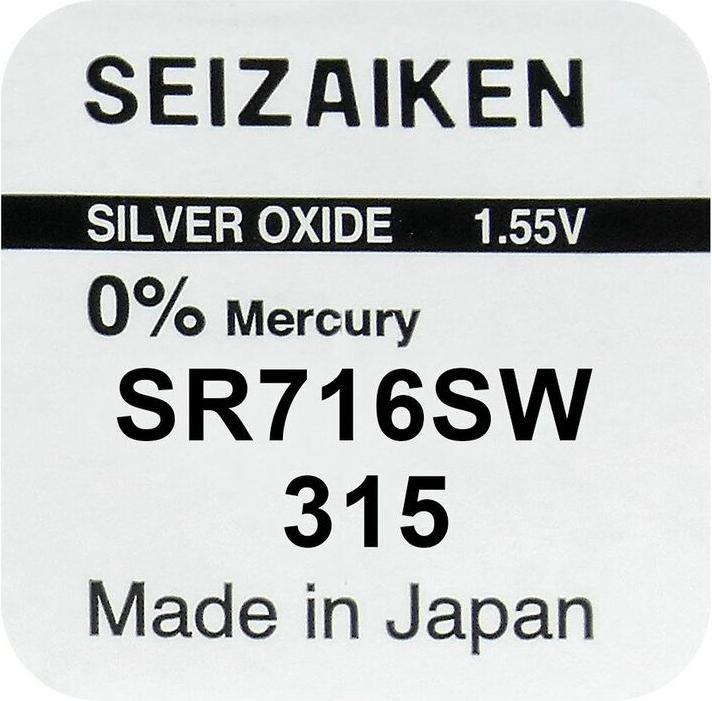 SEIZAIKEN
SILVER OXIDE 1.55V
0% Mercury
SR716SW
315
Made in Japan